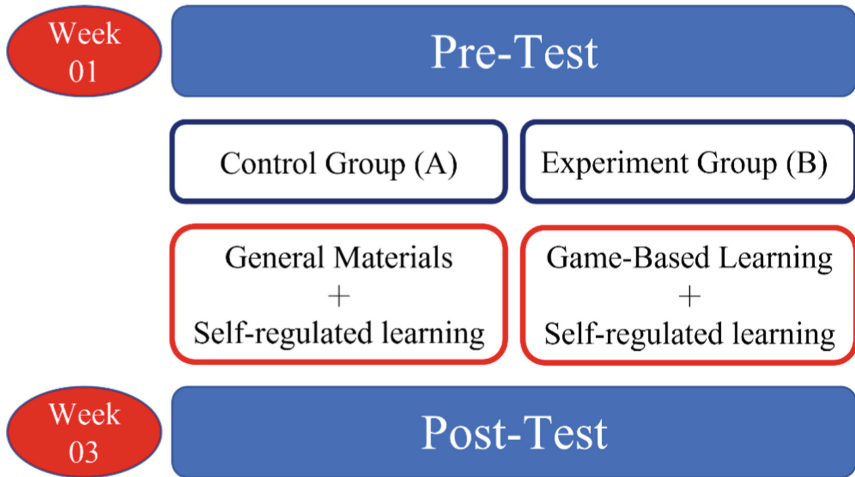 Week
01
Pre-Test
Control Group (A)
Experiment Group (B)
General Materials
+
Self-regulated learning
Game-Based Learning
+
Self-regulated learning
Week
03
Post-Test